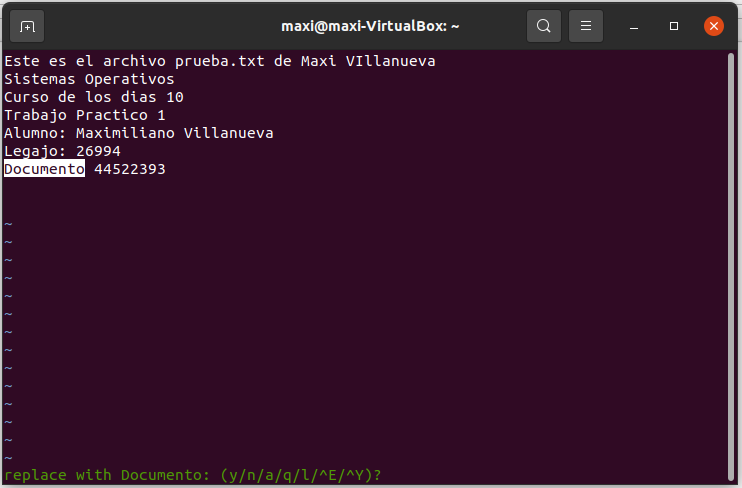 maxi@maxi-VirtualBox: ~
Este es el archivo prueba.txt de Maxi VIllanueva
Sistemas Operativos
Curso de los dias 10
Trabajo Practico 1
Alumno: Maximiliano Villanueva
Legajo: 26994
Documento 44522393
~
~
~
~
~
~
~
~
~
~
~
~
~
~
replace with Documento: (y/n/a/q/l/^E/^Y)?